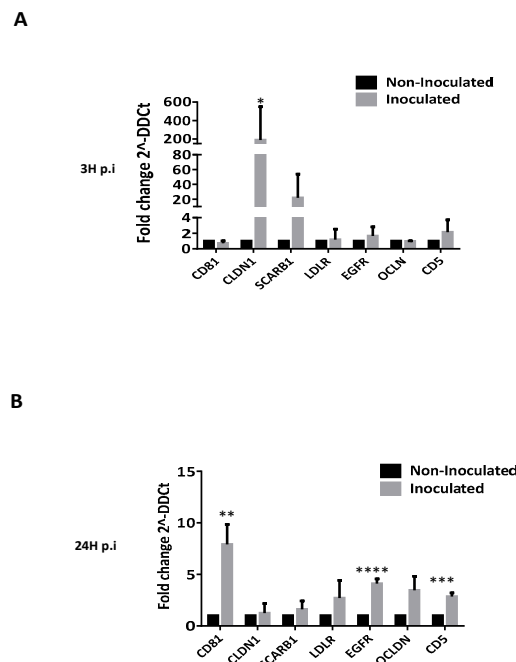 A
Non-Inoculated
Inoculated
Fold change 2^-DDCt
600
400
200
80
60
40
20
4
2
0
*
3H p.i
CD81
CLDN1
SCARB1
LDLR
EGFR
OCLN
CD5
B
Non-Inoculated
Inoculated
Fold change 2^-DDCt
15
10
5
0
**
****
***
24H p.i
CD81
CLDN1
SCARB1
LDLR
EGFR
OCLDN
CD5